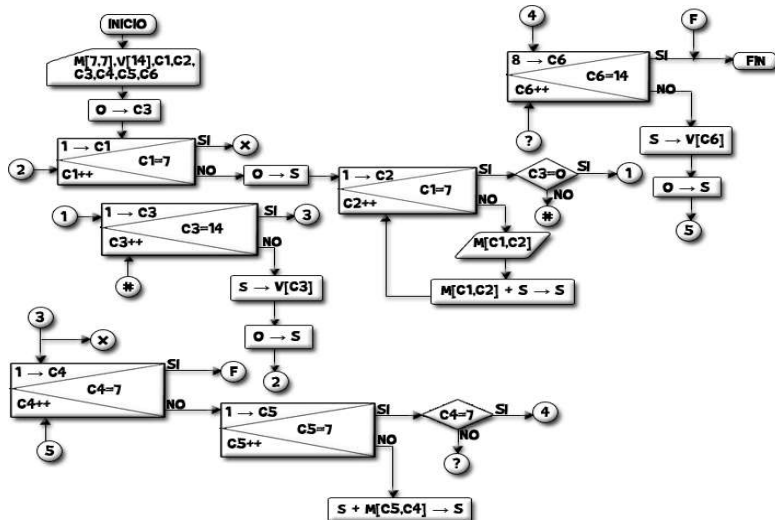 INICIO
M[7,7],V[14],C1,C2,
C3,C4,C5,C6
O → C3
1 → C1
C1=7
C1++
SI
X
NO
2
O → S
1 → C2
C1=7
C2++
SI
C3=O
SI
1
NO
#
NO
M[C1,C2]
M[C1,C2] + S → S
4
8 → C6
C6=14
C6++
SI
F
FIN
NO
?
S → V[C6]
O → S
5
1
1 → C3
C3=14
C3++
SI
3
NO
#
S → V[C3]
O → S
2
3
X
1 → C4
C4=7
C4++
SI
F
NO
5
1 → C5
C5=7
C5++
SI
C4=7
SI
4
NO
?
NO
S + M[C5,C4] → S